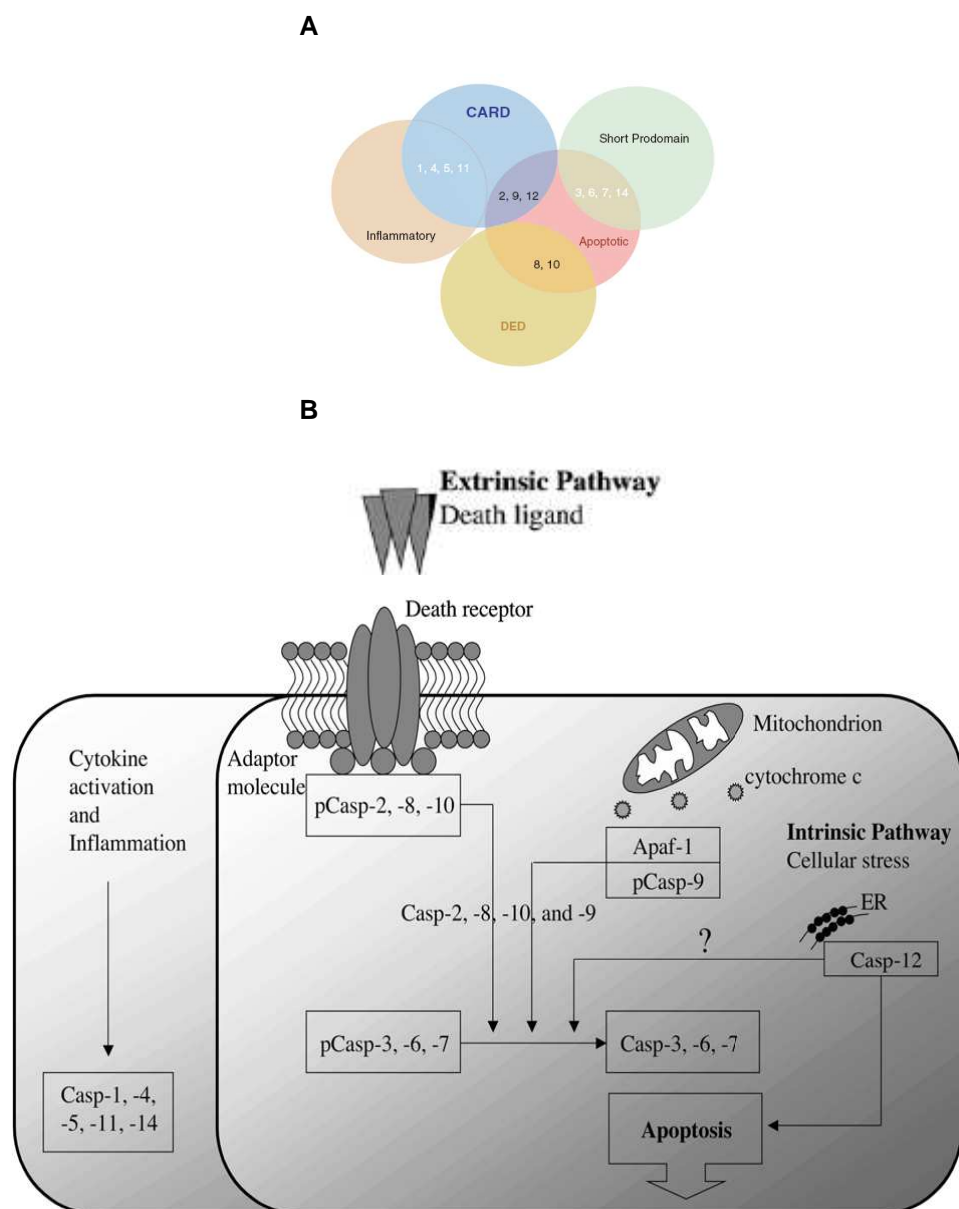 A
CARD
Short Prodomain
1, 4, 5, 11
2, 9, 12
3, 6, 7, 14
Inflammatory
Apoptotic
8, 10
DED
B
Extrinsic Pathway
Death ligand
Death receptor
Mitochondrion
cytochrome c
Cytokine
activation
and
Inflammation
Adaptor
molecule
pCasp-2, -8, -10
Apaf-1
pCasp-9
Intrinsic Pathway
Cellular stress
ER
Casp-2, -8, -10, and -9
?
Casp-12
pCasp-3, -6, -7
Casp-3, -6, -7
Casp-1, -4,
-5, -11, -14
Apoptosis